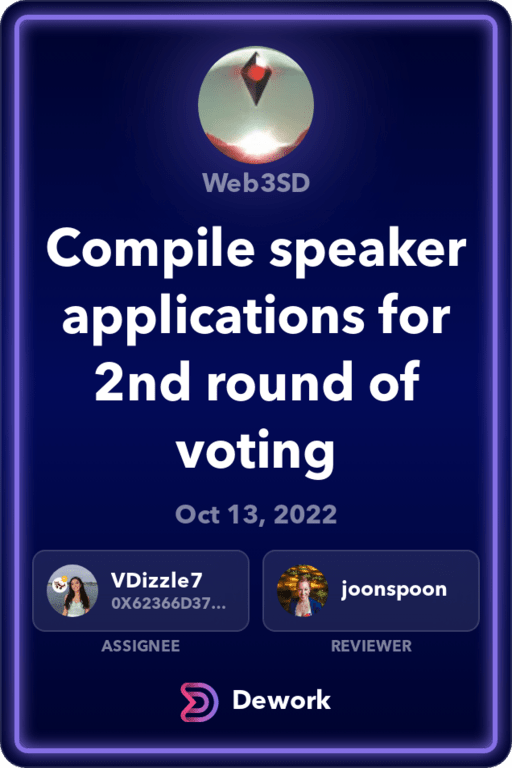 Web3SD
Compile speaker
applications for
2nd round of
voting
Oct 13, 2022
VDizzle7
0X62366D37...
ASSIGNEE
joonspoon
REVIEWER
Dework